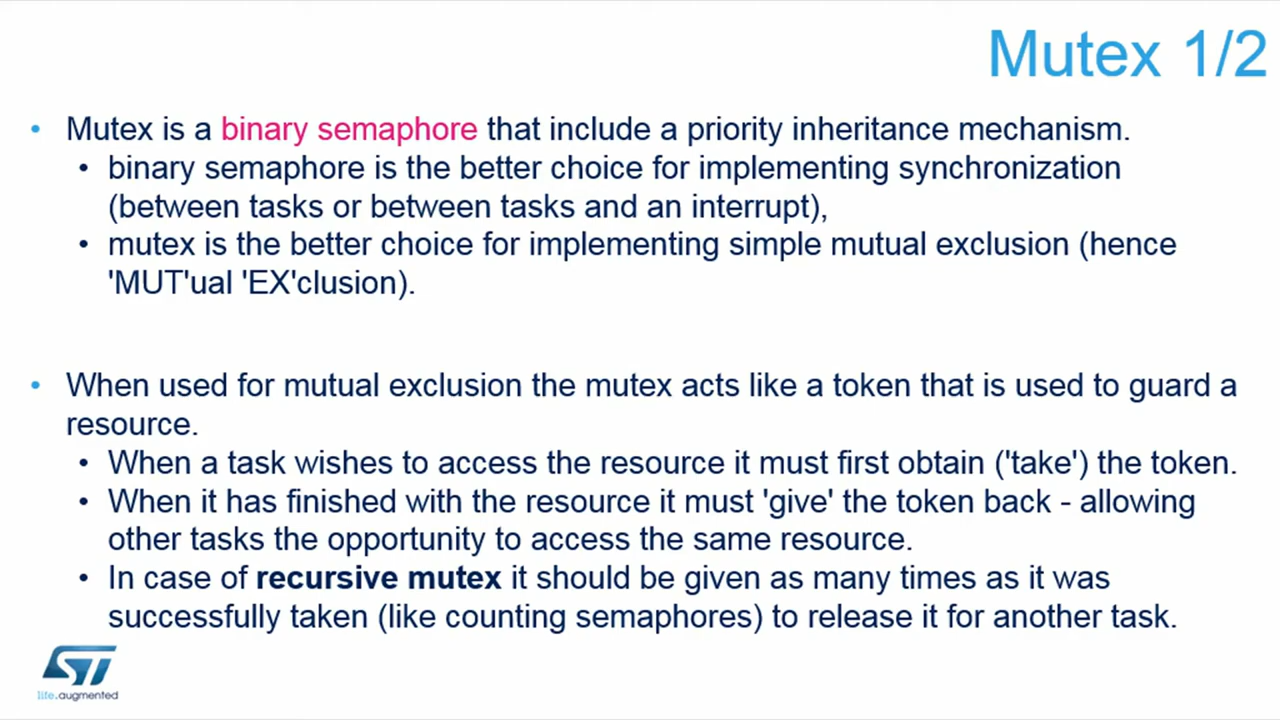 Mutex 1/2
• Mutex is a binary semaphore that include a priority inheritance mechanism.
• binary semaphore is the better choice for implementing synchronization
(between tasks or between tasks and an interrupt),
• mutex is the better choice for implementing simple mutual exclusion (hence
'MUT'ual 'EX'clusion).
• When used for mutual exclusion the mutex acts like a token that is used to guard a
resource.
• When a task wishes to access the resource it must first obtain ('take') the token.
• When it has finished with the resource it must 'give' the token back - allowing
other tasks the opportunity to access the same resource.
• In case of recursive mutex it should be given as many times as it was
successfully taken (like counting semaphores) to release it for another task.
ST
life.augmented